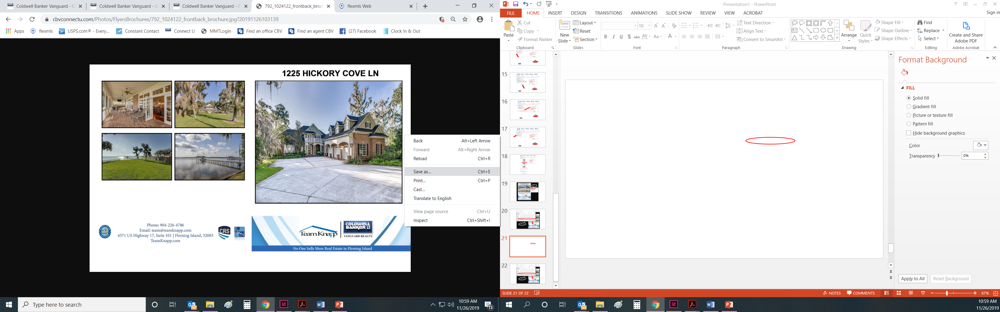 Coldwell Banker Vanguard - C
Coldwell Banker Vanguard - C
Coldwell Banker Vanguard - C
792_1024122_frontback_broch
flexmls Web
cbvconnectu.com/Photos/FlyersBrochures/792_1024122_frontback_brochure.jpg?20191126103139
Apps
flexmls
USPS.com® - Every...
Constant Contact
Connect U
MMTLogin
Find an office CBV
Find an agent CBV
(27) Facebook
Clock In & Out
1225 HICKORY COVE LN
Back Alt+Left Arrow
Forward Alt+Right Arrow
Reload Ctrl+R
Save as... Ctrl+S
Print... Ctrl+P
Cast...
Translate to English
View page source Ctrl+U
Inspect Ctrl+Shift+I
Phone: 904-226-4786
Email: team@teamknapp.com
4371 US Highway 17, Suite 101 | Fleming Island, 32003
TeamKnapp.com
CRS
ERN
Team Knapp
COLDWELL
BANKER
VANGUARD REALTY
No One Sells More Real Estate in Fleming Island
Type here to search
10:59 AM
11/26/2019
13
Presentation1 - PowerPoint
FILE
HOME
INSERT
DESIGN
TRANSITIONS
ANIMATIONS
SLIDE SHOW
REVIEW
VIEW
ACROBAT
Sign in
Paste
Cut
Copy
Format Painter
Clipboard
New
Slide
Layout
Reset
Section
Slides
18
B I U S abc AV Aa A
Font
Text Direction
Align Text
Convert to SmartArt
Paragraph
Arrange
Quick
Styles
Shape Fill
Shape Outline
Shape Effects
Drawing
Find
Replace
Select
Editing
Create and Share
Adobe PDF
Adobe Acrobat
15
16
17
18
19
20
21
22
Format Background
FILL
Solid fill
Gradient fill
Picture or texture fill
Pattern fill
Hide background graphics
Color
Transparency
0%
Apply to All
Reset Background
SLIDE 21 OF 22
NOTES
COMMENTS
67%
10:59 AM
11/26/2019